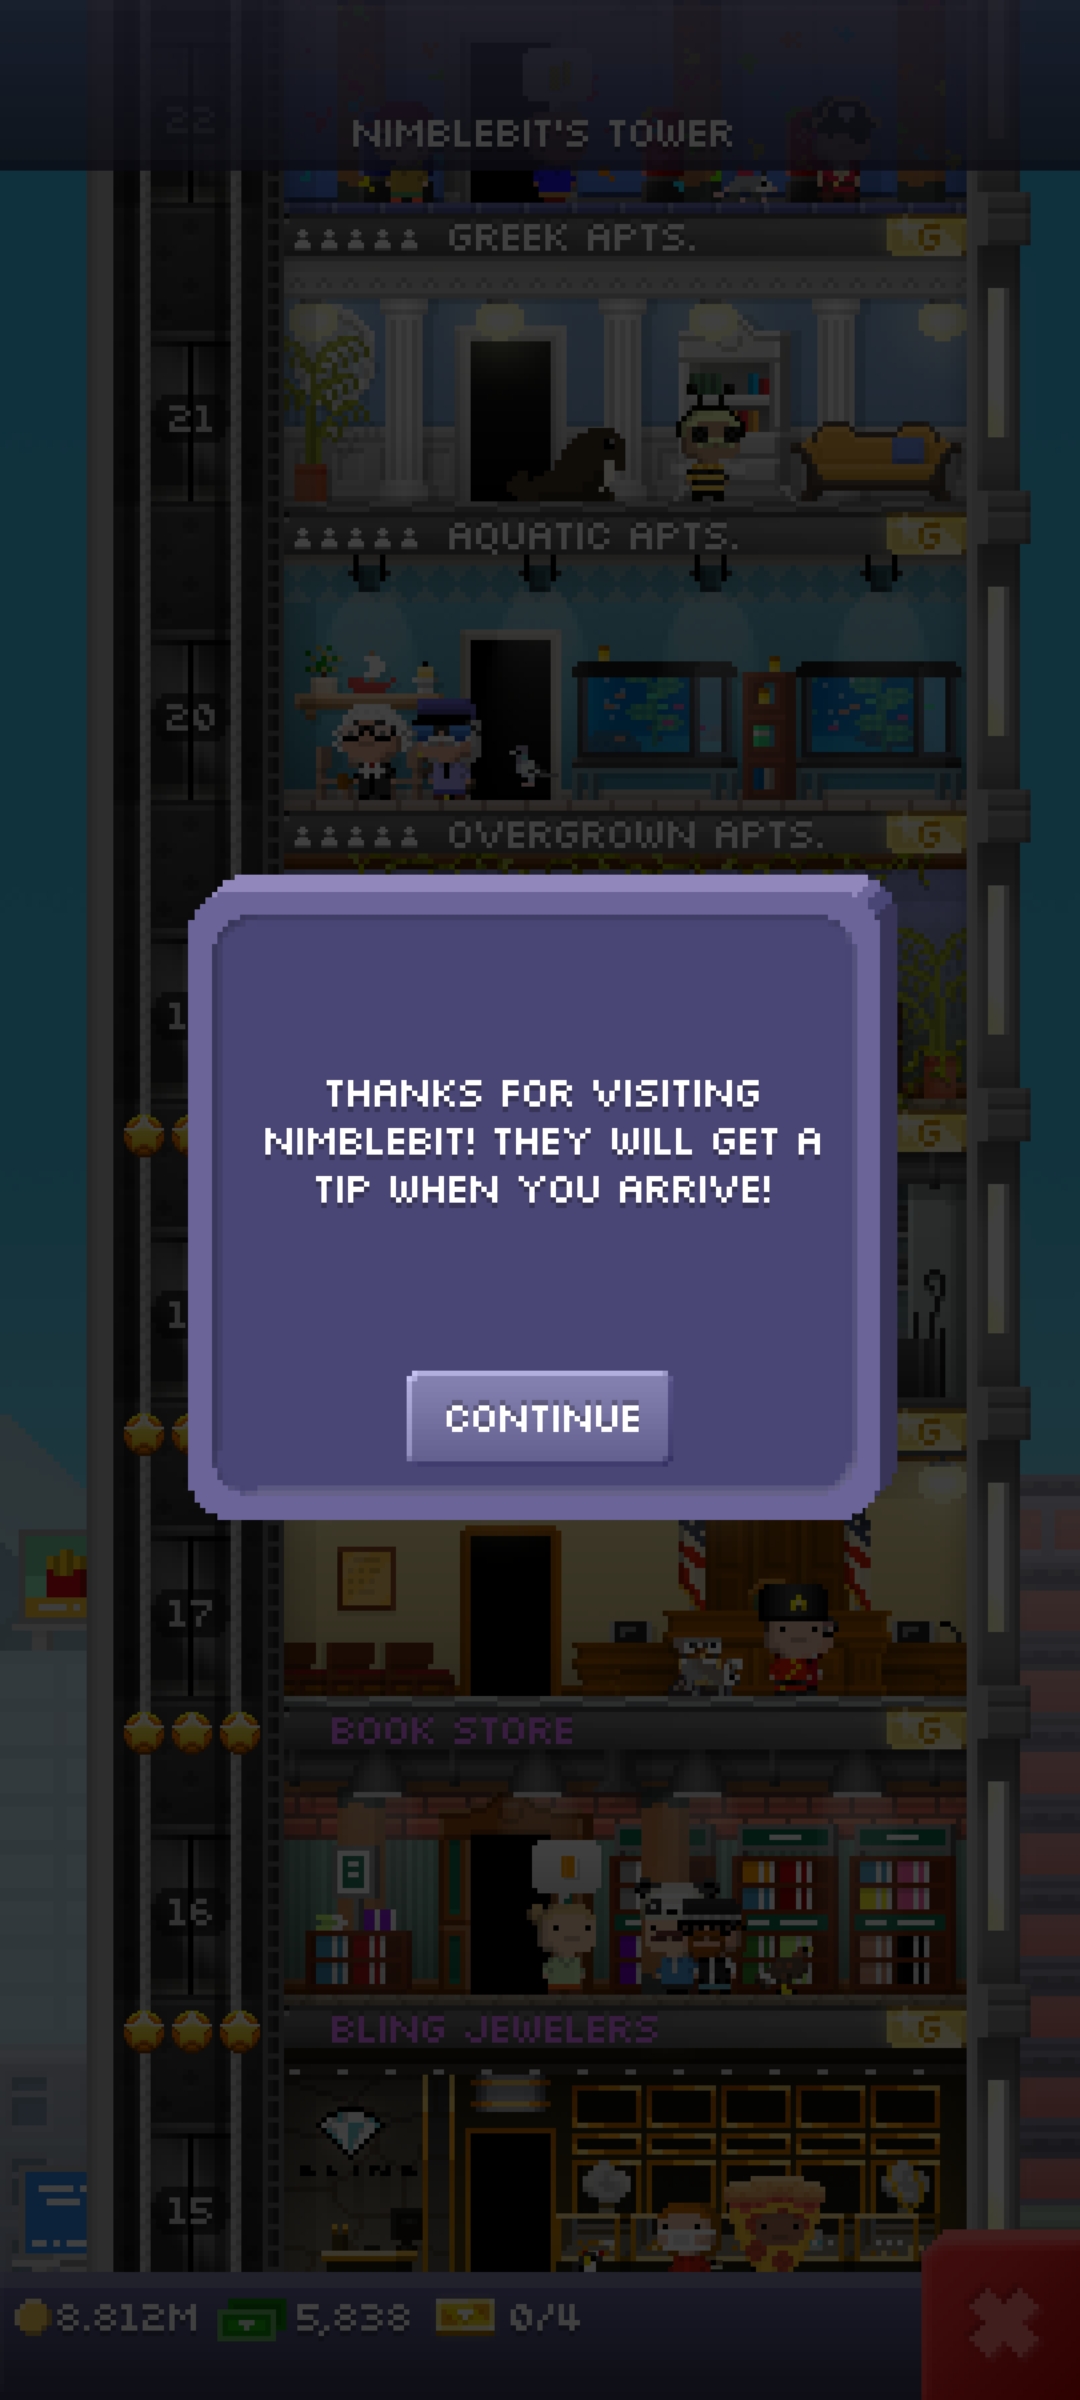 22
NIMBLEBIT'S TOWER
GREEK APTS. G
21
AQUATIC APTS. G
20
OVERGROWN APTS. G
1
G
THANKS FOR VISITING
NIMBLEBIT! THEY WILL GET A
TIP WHEN YOU ARRIVE!
1
CONTINUE
G
17
BOOK STORE G
16
BLING JEWELERS G
BLING
15
8.812M 5,838 0/4